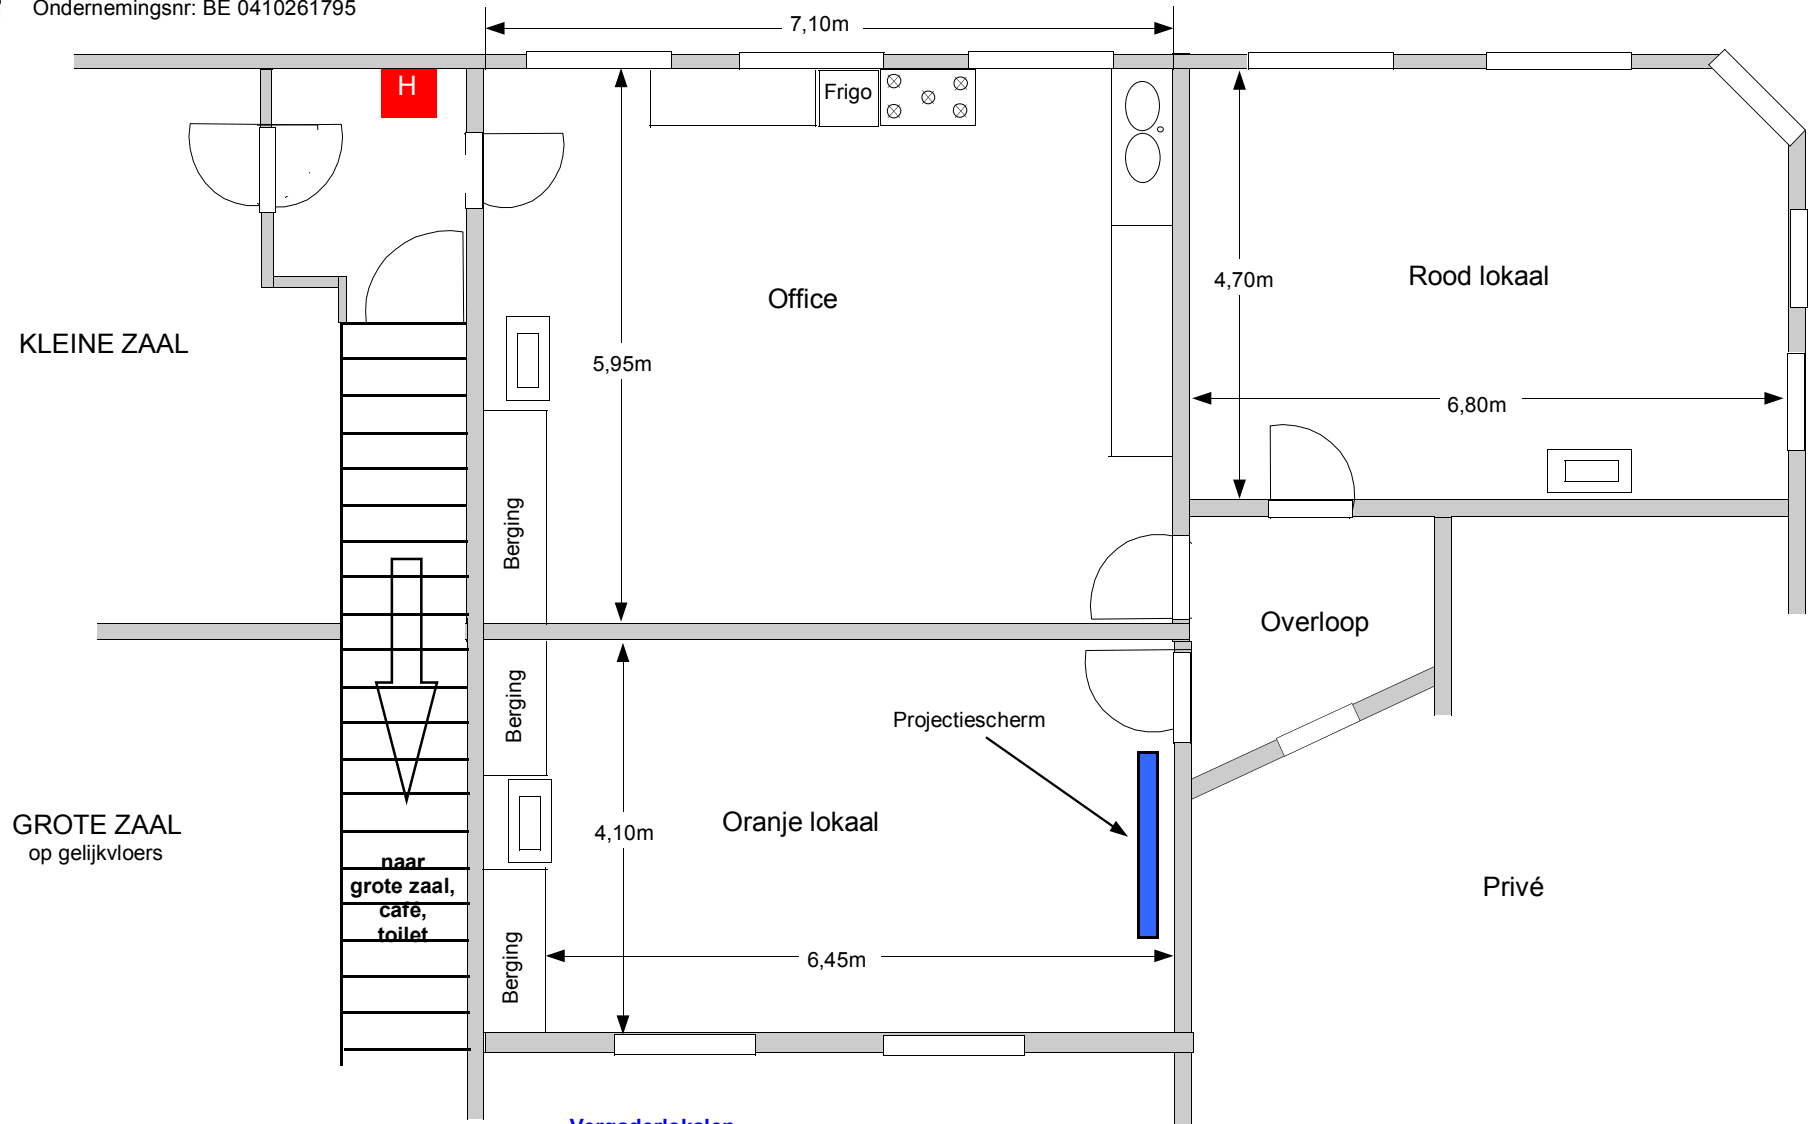 Ondernemingsnr: BE 0410261795
7,10m
H
Frigo
Office
4,70m
Rood lokaal
KLEINE ZAAL
5,95m
6,80m
Berging
Overloop
Berging
Projectiescherm
GROTE ZAAL
op gelijkvloers
Oranje lokaal
4,10m
naar
grote zaal,
café,
toilet
Privé
6,45m
Berging
Vergaderlokalen